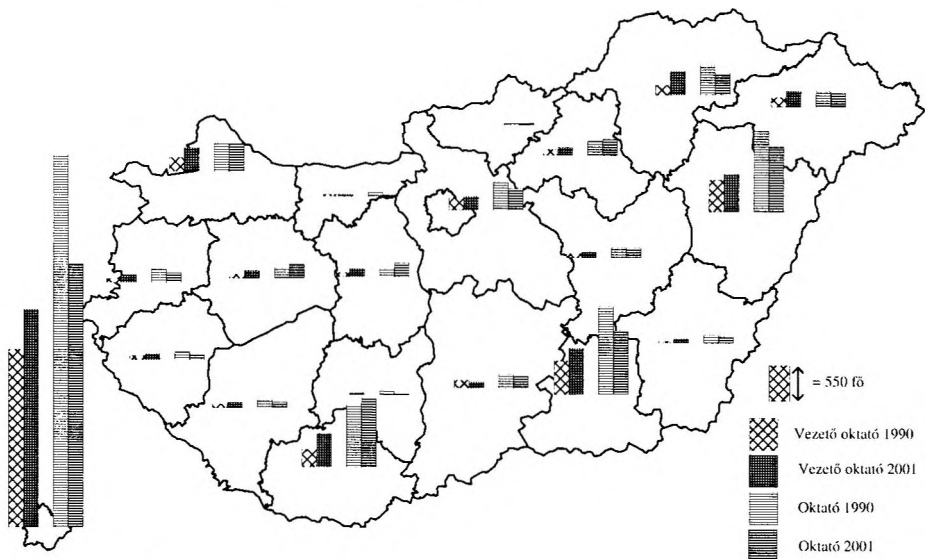 = 550 fő
Vezető oktató 1990
Vezető oktató 2001
Oktató 1990
Oktató 2001